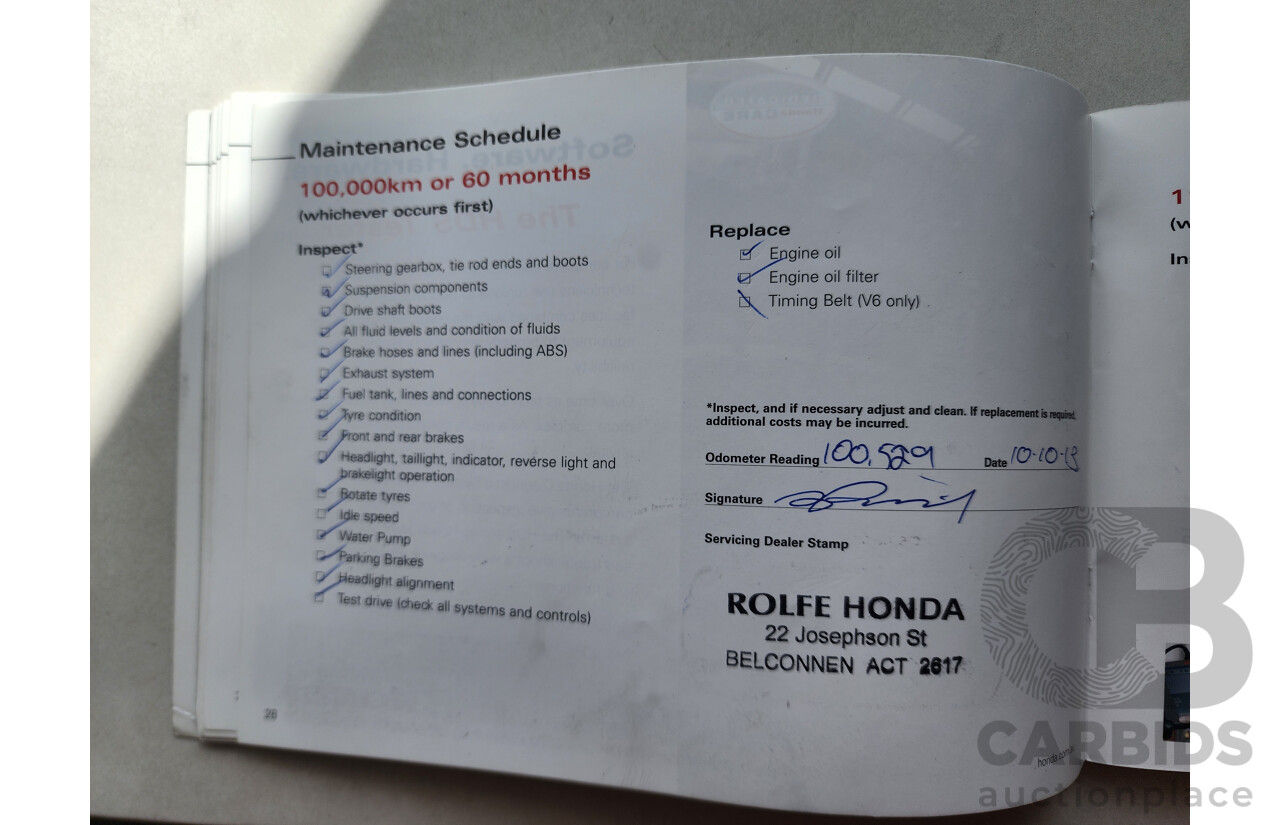 Maintenance Schedule
100,000km or 60 months
(whichever occurs first)
Inspect*
Steering gearbox, tie rod ends and boots
Suspension components
Drive shaft boots
All fluid levels and condition of fluids
Brake hoses and lines (including ABS)
Exhaust system
Fuel tank, lines and connections
Tyre condition
Front and rear brakes
Headlight, taillight, indicator, reverse light and
brakelight operation
Rotate tyres
Idle speed
Water Pump
Parking Brakes
Headlight alignment
Test drive (check all systems and controls)
26
Replace
Engine oil
Engine oil filter
Timing Belt (V6 only)
*Inspect, and if necessary adjust and clean. If replacement is required,
additional costs may be incurred.
Odometer Reading 100,529 Date 10-10-
Signature
Servicing Dealer Stamp
ROLFE HONDA
22 Josephson St
BELCONNEN ACT 2617
CB
CARBIDS
auctionplace